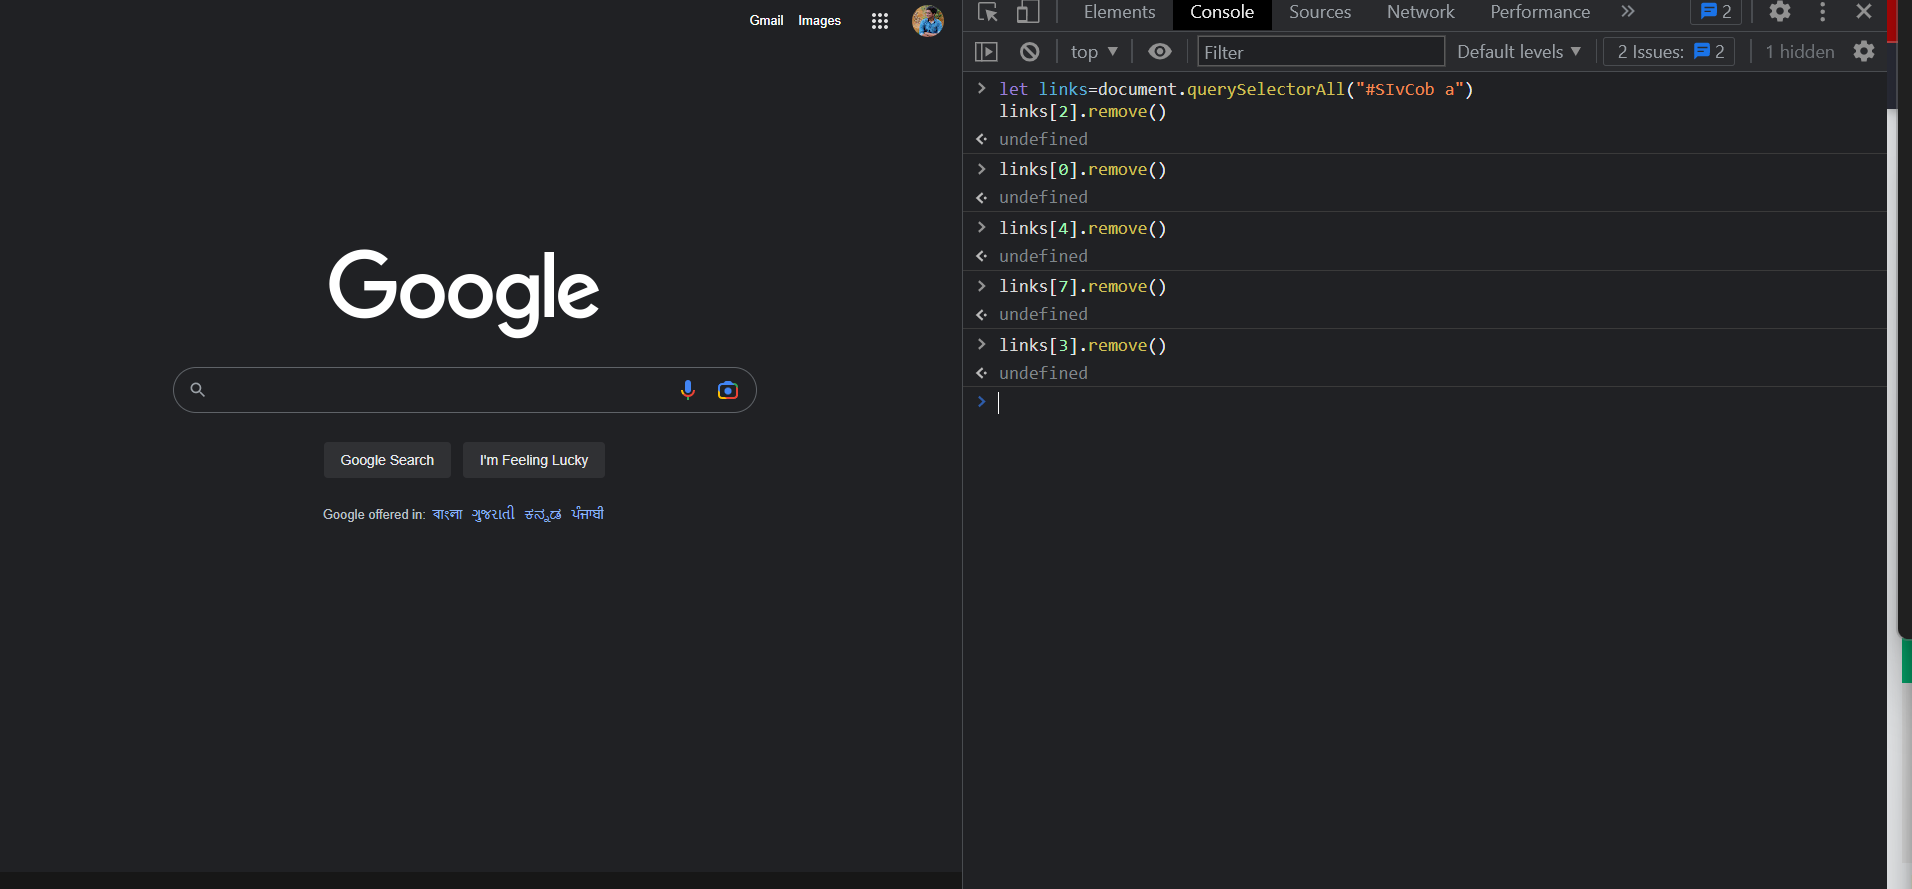 Gmail Images
Google
Google Search I'm Feeling Lucky
Google offered in: বাংলা ગુજરાતી ಕನ್ನಡ ਪੰਜਾਬੀ
Elements Console Sources Network Performance » 2
top Filter Default levels 2 Issues: 2 1 hidden
let links=document.querySelectorAll("#SIvCob a")
links[2].remove()
undefined
links[0].remove()
undefined
links[4].remove()
undefined
links[7].remove()
undefined
links[3].remove()
undefined